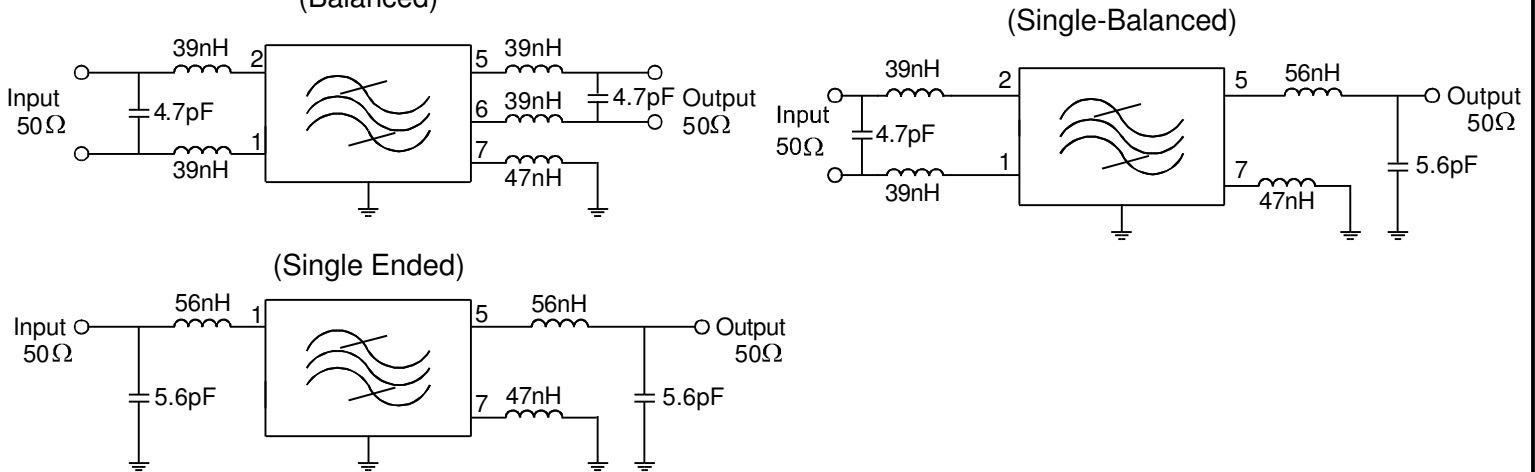 (Balanced)
39nH
2
5
39nH
Input
50Ω
4.7pF
6
39nH
4.7pF
Output
50Ω
1
39nH
7
47nH
(Single-Balanced)
39nH
2
5
56nH
Output
50Ω
Input
50Ω
4.7pF
1
39nH
7
47nH
5.6pF
(Single Ended)
56nH
1
5
56nH
Input
50Ω
Output
50Ω
5.6pF
7
47nH
5.6pF